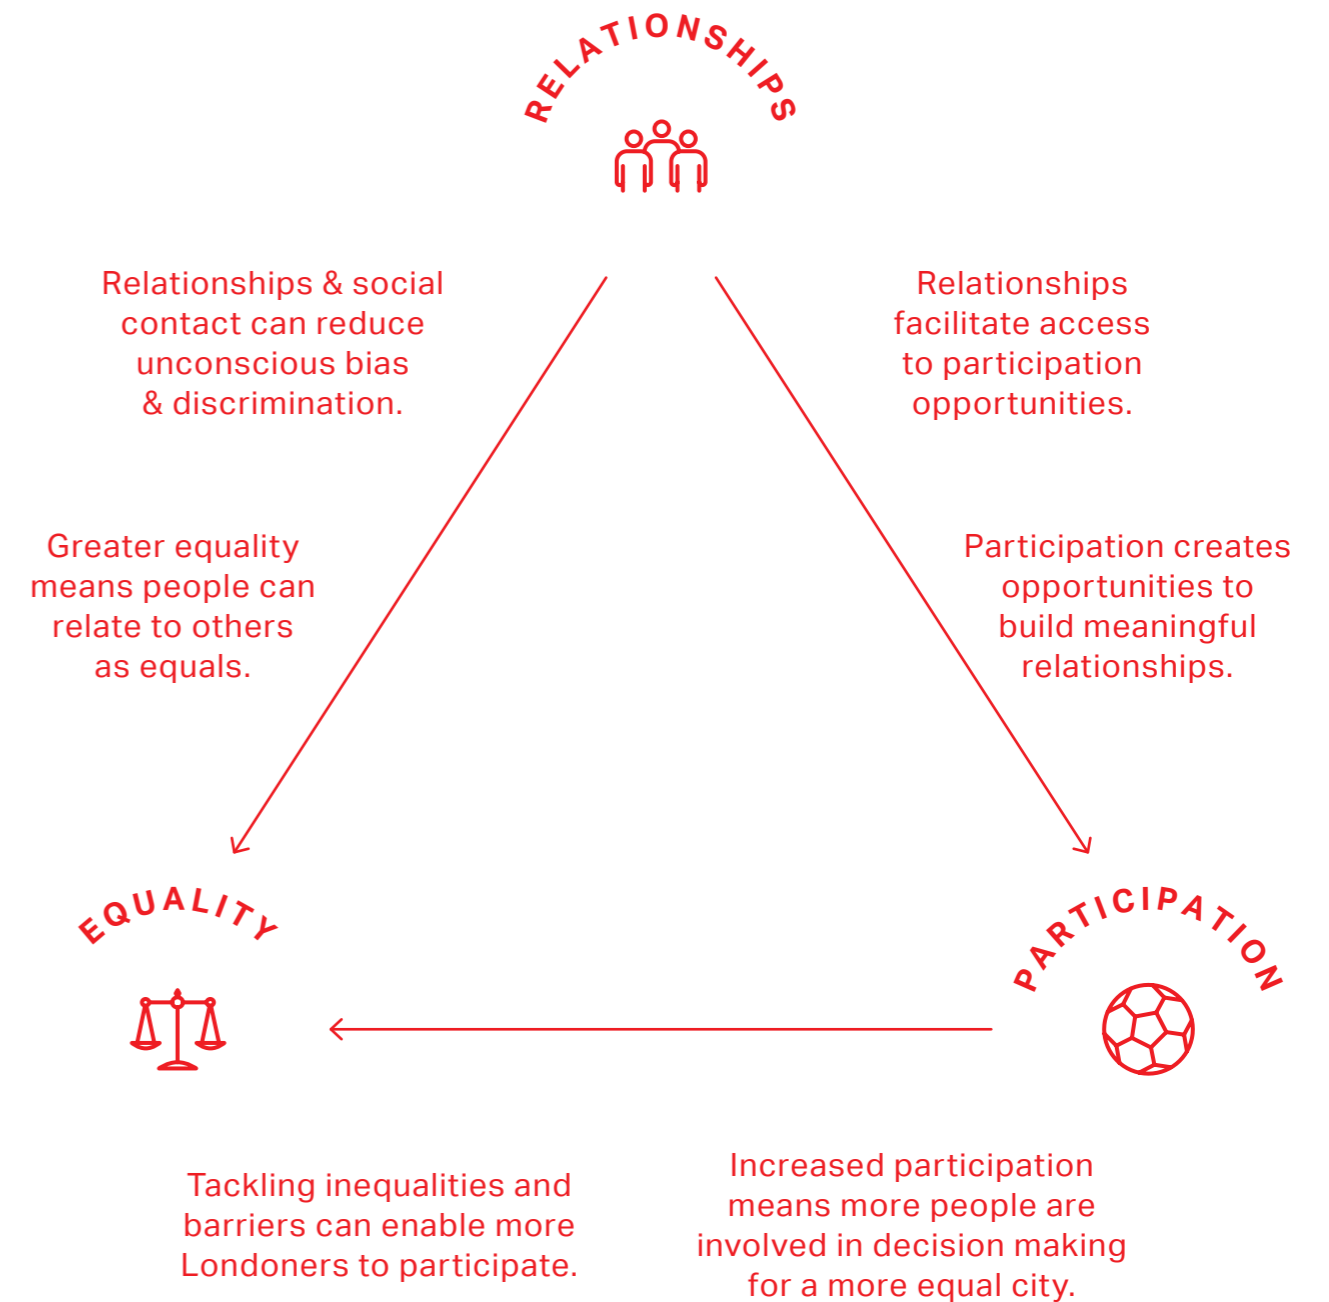 RELATIONSHIPS
Relationships & social
contact can reduce
unconscious bias
& discrimination.
Relationships
facilitate access
to participation
opportunities.
Greater equality
means people can
relate to others
as equals.
Participation creates
opportunities to
build meaningful
relationships.
EQUALITY
PARTICIPATION
Tackling inequalities and
barriers can enable more
Londoners to participate.
Increased participation
means more people are
involved in decision making
for a more equal city.